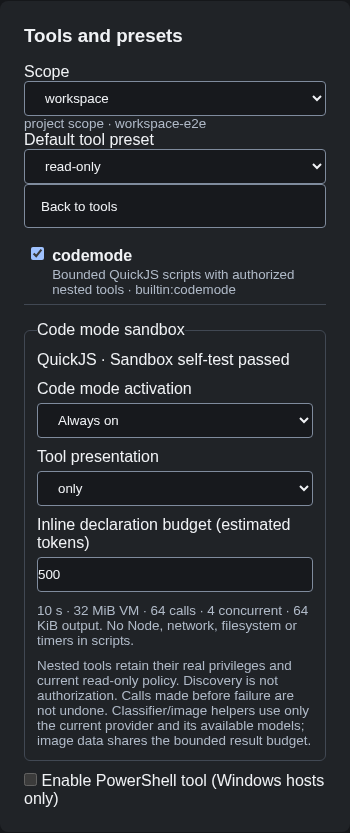 Tools and presets
Scope
workspace
project scope · workspace-e2e
Default tool preset
read-only
Back to tools
codemode
Bounded QuickJS scripts with authorized
nested tools · builtin:codemode
Code mode sandbox
QuickJS · Sandbox self-test passed
Code mode activation
Always on
Tool presentation
only
Inline declaration budget (estimated
tokens)
500
10 s · 32 MiB VM · 64 calls · 4 concurrent · 64
KiB output. No Node, network, filesystem or
timers in scripts.
Nested tools retain their real privileges and
current read-only policy. Discovery is not
authorization. Calls made before failure are
not undone. Classifier/image helpers use only
the current provider and its available models;
image data shares the bounded result budget.
Enable PowerShell tool (Windows hosts
only)